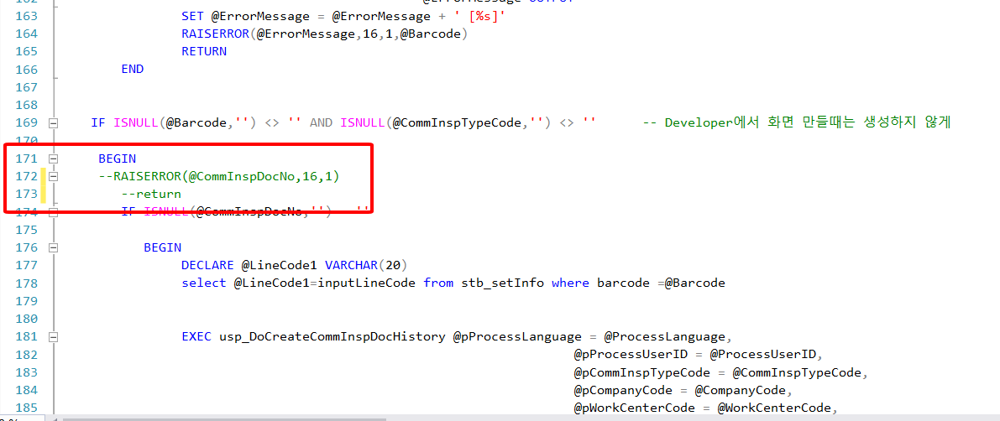 162 @ErrorMessage OUTPUT
163 SET @ErrorMessage = @ErrorMessage + ' [%s]'
164 RAISERROR(@ErrorMessage,16,1,@Barcode)
165 RETURN
166 END
167
168
169 IF ISNULL(@Barcode,'') <> '' AND ISNULL(@CommInspTypeCode,'') <> '' -- Developer에서 화면 만들때는 생성하지 않게
170
171 BEGIN
172 --RAISERROR(@CommInspDocNo,16,1)
173 --return
174 IF ISNULL(@CommInspDocNo,'') ''
175
176 BEGIN
177 DECLARE @LineCode1 VARCHAR(20)
178 select @LineCode1=inputLineCode from stb_setInfo where barcode =@Barcode
179
180
181 EXEC usp_DoCreateCommInspDocHistory @pProcessLanguage = @ProcessLanguage,
182 @pProcessUserID = @ProcessUserID,
183 @pCommInspTypeCode = @CommInspTypeCode,
184 @pCompanyCode = @CompanyCode,
185 @pWorkCenterCode = @WorkCenterCode,